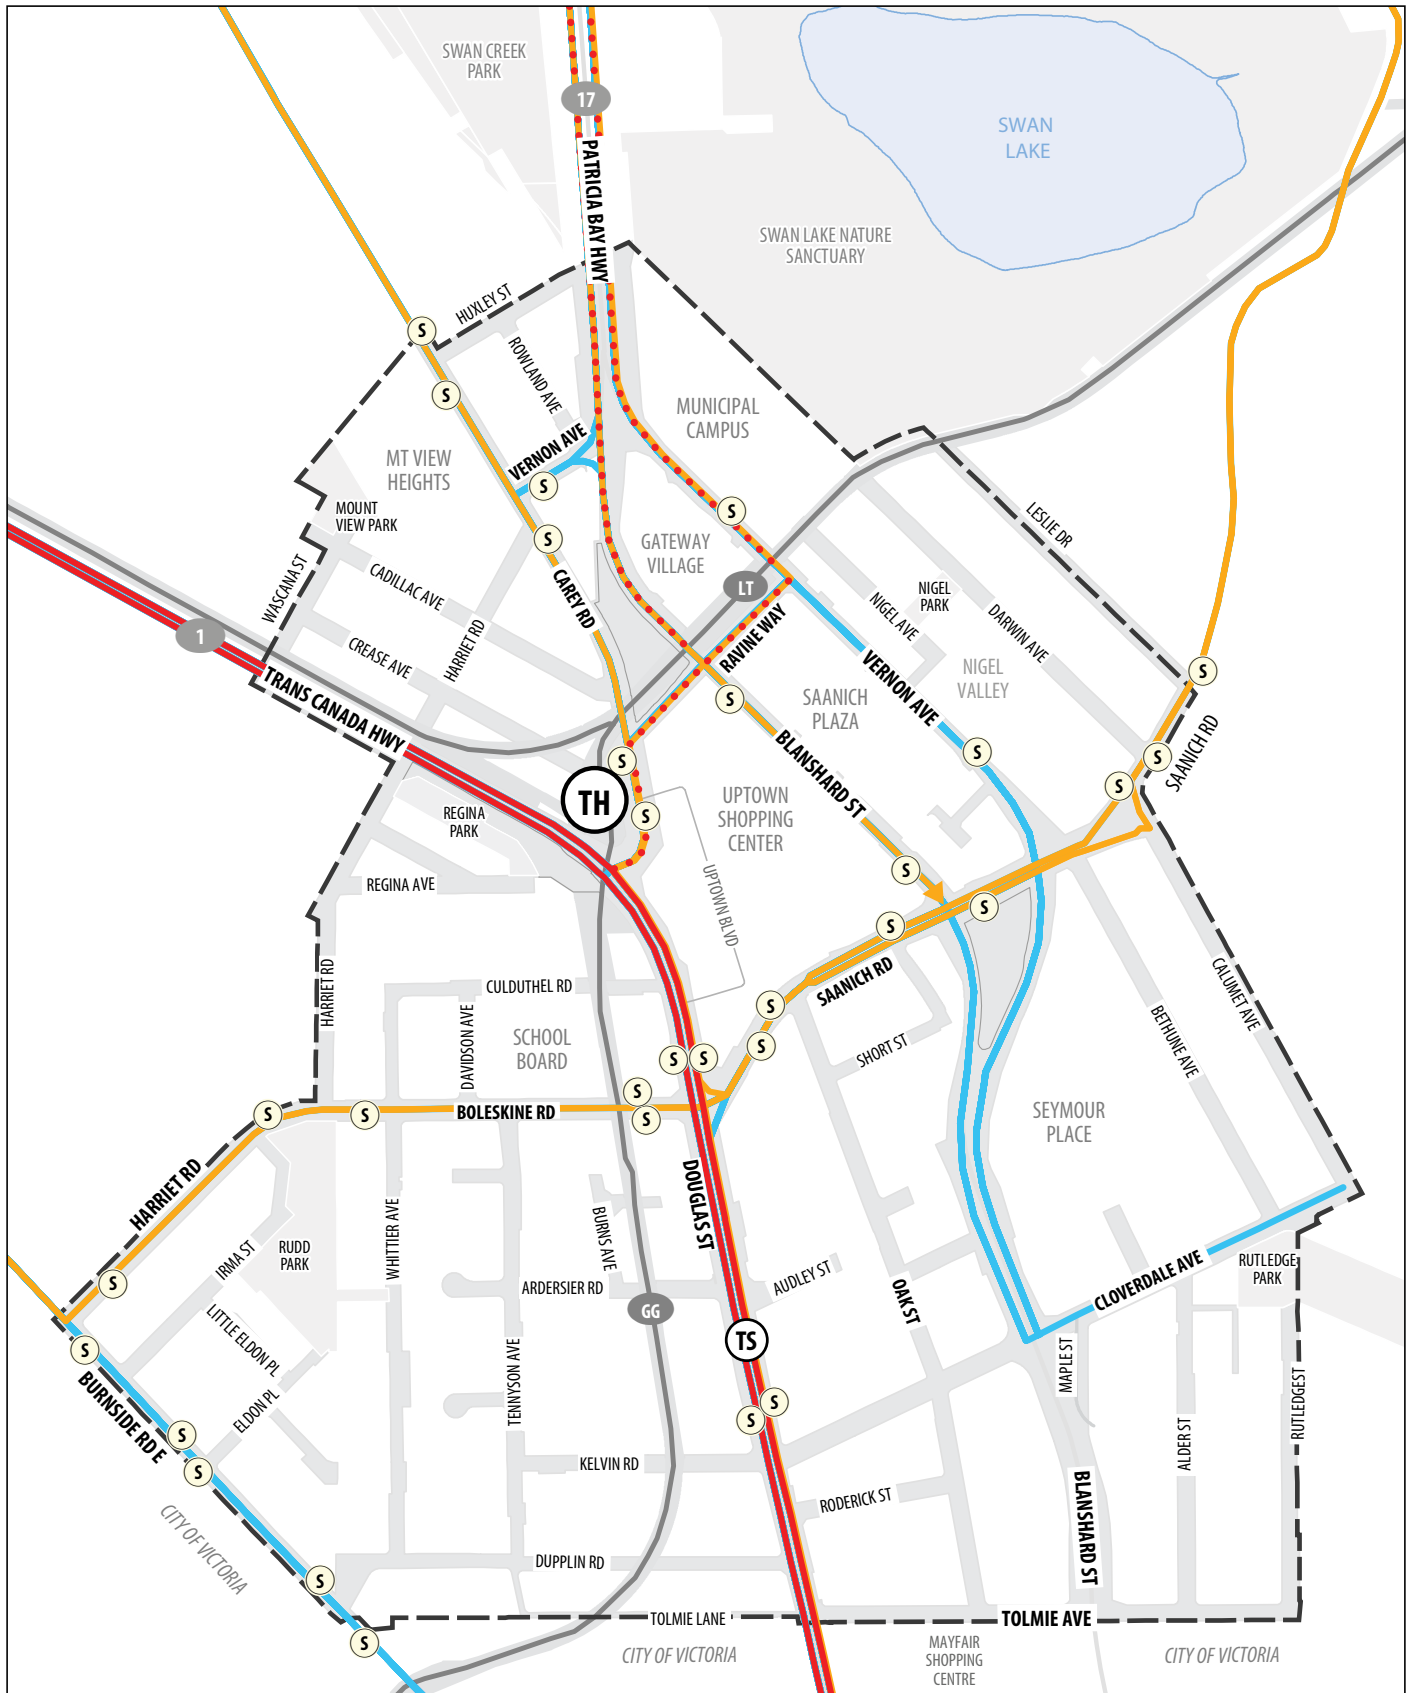 SWAN CREEK
PARK
17
SWAN
LAKE
PATRICIA BAY HWY
SWAN LAKE NATURE
SANCTUARY
HUXLEY ST
S
ROWLAND AVE
S
MUNICIPAL
CAMPUS
VERNON AVE
MT VIEW
HEIGHTS
S
MOUNT
VIEW PARK
S
LESLIE DR
S
GATEWAY
VILLAGE
CADILLAC AVE
WASCANA ST
CAREY RD
LT
NIGEL
PARK
NIGEL AVE
DARWIN AVE
1
HARRIET RD
CREASE AVE
RAVINE WAY
VERNON AVE
NIGEL
VALLEY
S
TRANS CANADA HWY
S
SAANICH
PLAZA
SAANICH RD
S
S
S
BLANSHARD ST
S
TH
UPTOWN
SHOPPING
CENTER
REGINA
PARK
S
REGINA AVE
UPTOWN BLVD
S
S
S
SAANICH RD
HARRIET RD
CULDUTHEL RD
CALUMET AVE
S
DAVIDSON AVE
SCHOOL
BOARD
SHORT ST
BETHUNE AVE
S
S
S
S
S
BOLESKINE RD
S
S
SEYMOUR
PLACE
HARRIET RD
DOUGLAS ST
WHITTIER AVE
BURNS AVE
IRMA ST
RUDD
PARK
ARDERSIER RD
AUDLEY ST
OAK ST
CLOVERDALE AVE
RUTLEDGE
PARK
S
GG
TS
LITTLE ELDON PL
S
MAPLE ST
TENNYSON AVE
BURNSIDE RD E
ELDON PL
S
S
S
S
ALDER ST
RUTLEDGEST
KELVIN RD
RODERICK ST
BLANSHARD ST
CITY OF VICTORIA
DUPPLIN RD
S
TOLMIE LANE
TOLMIE AVE
S
CITY OF VICTORIA
MAYFAIR
SHOPPING
CENTRE
CITY OF VICTORIA